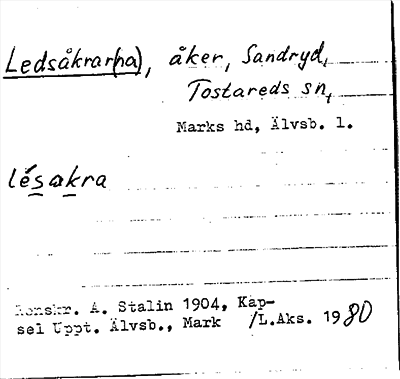 Ledsåkrar(na), åker, Sandryd,
Tostareds sn,
Marks hd, Älvsb. l.
lésakra
Renskr. A. Stalin 1904, Kap-
sel Uppt. Älvsb., Mark /L.Aks. 1980